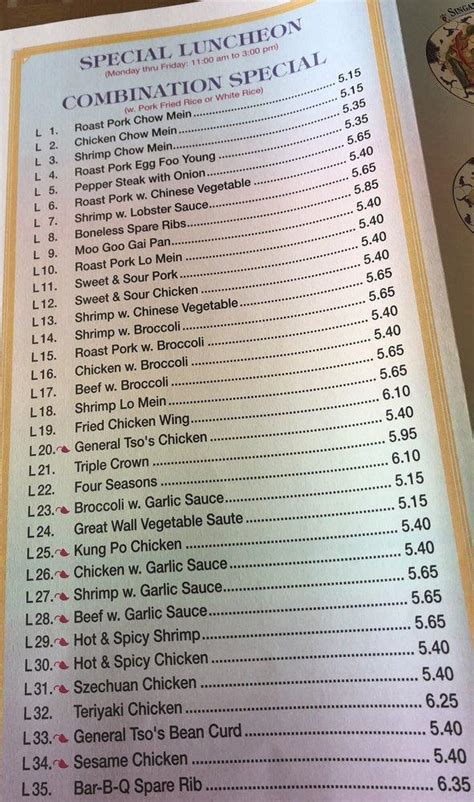 SPECIAL LUNCHEON
(Monday thru Friday: 11:00 am to 3:00 pm)
COMBINATION SPECIAL
(w. Pork Fried Rice or White Rice)
L 1. Roast Pork Chow Mein 5.15
L 2. Chicken Chow Mein 5.15
L 3. Shrimp Chow Mein 5.35
L 4. Roast Pork Egg Foo Young 5.35
L 5. Pepper Steak with Onion 5.65
L 6. Roast Pork w. Chinese Vegetable 5.40
L 7. Shrimp w. Lobster Sauce 5.65
L 8. Boneless Spare Ribs 5.85
L 9. Moo Goo Gai Pan 5.40
L10. Roast Pork Lo Mein 5.40
L11. Sweet & Sour Pork 5.40
L12. Sweet & Sour Chicken 5.40
L13. Shrimp w. Chinese Vegetable 5.65
L14. Shrimp w. Broccoli 5.65
L15. Roast Pork w. Broccoli 5.40
L16. Chicken w. Broccoli 5.40
L17. Beef w. Broccoli 5.65
L18. Shrimp Lo Mein 5.65
L19. Fried Chicken Wing 6.10
L20. General Tso's Chicken 5.40
L21. Triple Crown 5.95
L22. Four Seasons 6.10
L23. Broccoli w. Garlic Sauce 5.15
L24. Great Wall Vegetable Saute 5.15
L25. Kung Po Chicken 5.40
L26. Chicken w. Garlic Sauce 5.40
L27. Shrimp w. Garlic Sauce 5.65
L28. Beef w. Garlic Sauce 5.65
L29. Hot & Spicy Shrimp 5.65
L30. Hot & Spicy Chicken 5.40
L31. Szechuan Chicken 5.40
L32. Teriyaki Chicken 6.25
L33. General Tso's Bean Curd 5.40
L34. Sesame Chicken 5.40
L35. Bar-B-Q Spare Rib 6.35